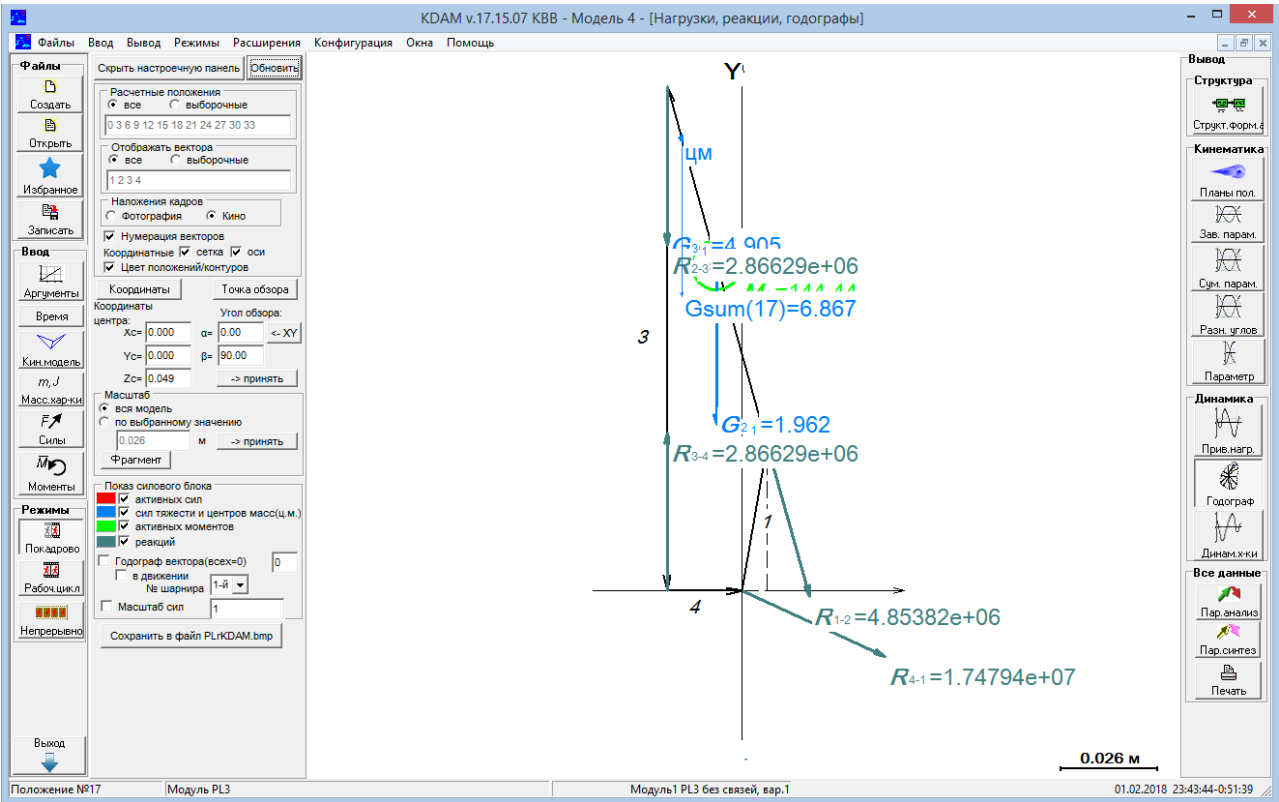 KDAM v.17.15.07 KBB - Модель 4 - [Нагрузки, реакции, годографы]
Файлы Ввод Вывод Режимы Расширения Конфигурация Окна Помощь
Файлы
Создать
Открыть
Избранное
Записать
Ввод
Аргументы
Время
Кин.модель
m, J
Масс.хар-ки
F
Силы
M
Моменты
Режимы
Покадрово
Рабоч.цикл
Непрерывно
Выход
Скрыть настроечную панель Обновить
Расчетные положения
все выборочные
0 3 6 9 12 15 18 21 24 27 30 33
Отображать вектора
все выборочные
1 2 3 4
Наложения кадров
Фотография Кино
Нумерация векторов
Координатные сетка оси
Цвет положений/контуров
Координаты Точка обзора
Координаты
центра:
Угол обзора:
Xc= 0.000 α= 0.00 <- XY
Yc= 0.000 β= 90.00
Zc= 0.049 -> принять
Масштаб
вся модель
по выбранному значению
0.026 м -> принять
Фрагмент
Показ силового блока
активных сил
сил тяжести и центров масс(ц.м.)
активных моментов
реакций
Годограф вектора(всех=0) 0
в движении
№ шарнира 1-й
Масштаб сил 1
Сохранить в файл PLrKDAM.bmp
Y
ЦМ
G3 1=4.905
R2-3=2.86629e+06
Gsum(17)=6.867
3
G2 1=1.962
R3-4=2.86629e+06
1
4
R1-2=4.85382e+06
R4-1=1.74794e+07
0.026 м
Вывод
Структура
Структ.форм.а
Кинематика
Планы пол.
Зав. парам.
Сум. парам.
Разн. углов
Параметр
Динамика
Прив.нагр.
Годограф
Динам.х-ки
Все данные
Пар.анализ
Пар.синтез
Печать
Положение №17 Модуль PL3 Модуль1 PL3 без связей, вар.1 01.02.2018 23:43:44-0:51:39